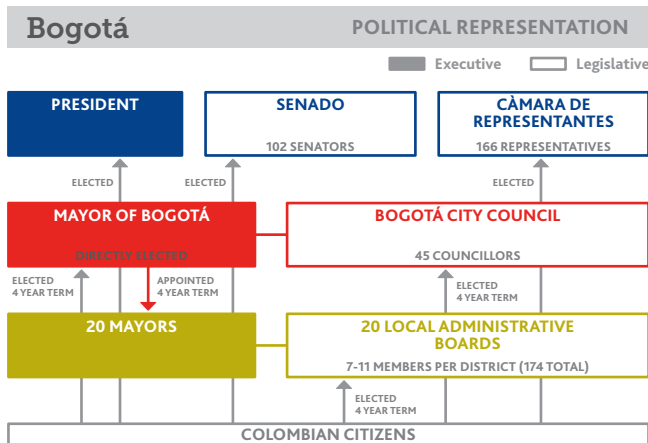 Bogotá
POLITICAL REPRESENTATION
Executive
Legislative
PRESIDENT
SENADO
102 SENATORS
CÀMARA DE
REPRESENTANTES
166 REPRESENTATIVES
ELECTED
ELECTED
ELECTED
MAYOR OF BOGOTÁ
DIRECTLY ELECTED
BOGOTÁ CITY COUNCIL
45 COUNCILLORS
ELECTED
4 YEAR TERM
APPOINTED
4 YEAR TERM
ELECTED
4 YEAR TERM
20 MAYORS
20 LOCAL ADMINISTRATIVE
BOARDS
7-11 MEMBERS PER DISTRICT (174 TOTAL)
ELECTED
4 YEAR TERM
COLOMBIAN CITIZENS